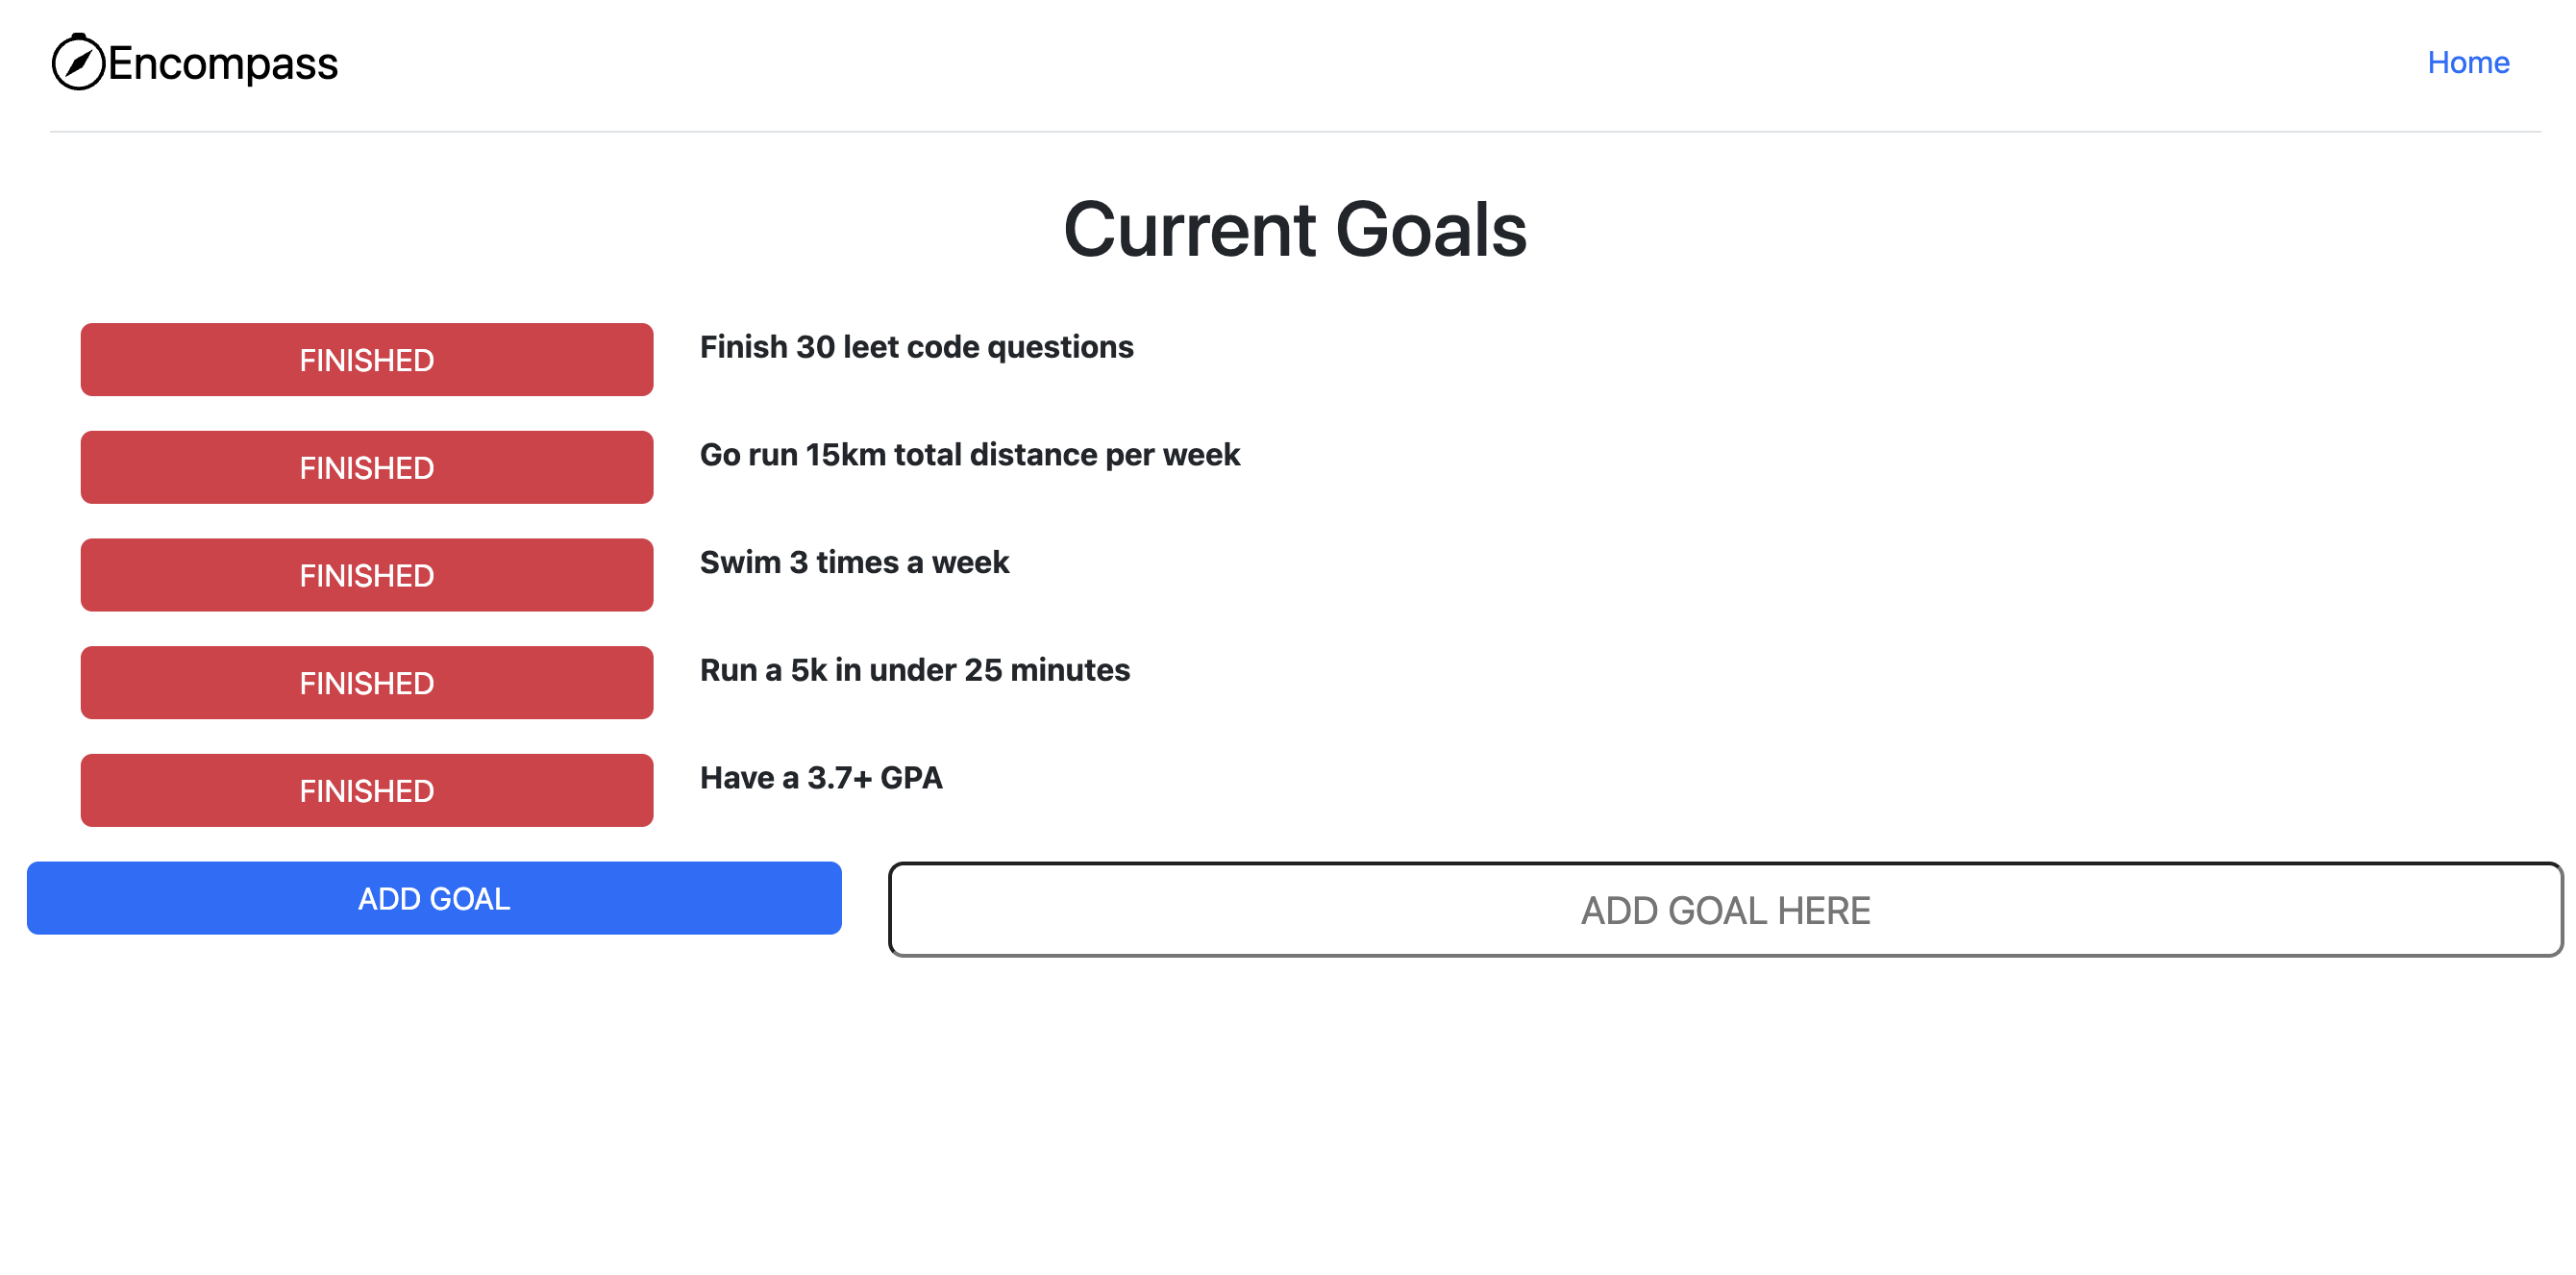 Encompass
Home
Current Goals
FINISHED
Finish 30 leet code questions
FINISHED
Go run 15km total distance per week
FINISHED
Swim 3 times a week
FINISHED
Run a 5k in under 25 minutes
FINISHED
Have a 3.7+ GPA
ADD GOAL
ADD GOAL HERE